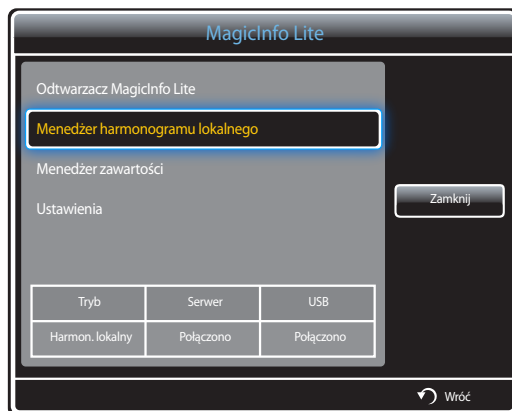 MagicInfo Lite
Odtwarzacz MagicInfo Lite
Menedżer harmonogramu lokalnego
Menedżer zawartości
Ustawienia
Zamknij
Tryb Serwer USB
Harmon. lokalny Połączono Połączono
Wróć